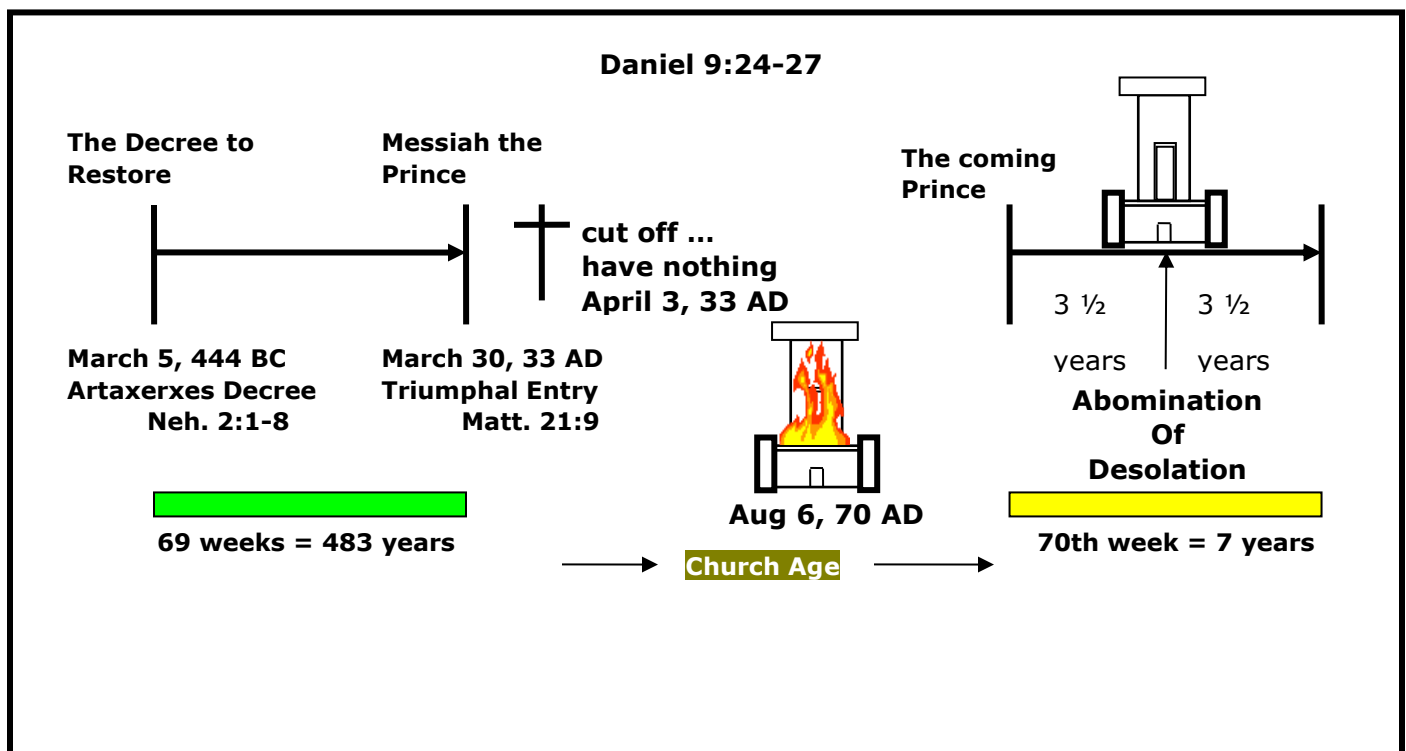 Daniel 9:24-27
The Decree to
Restore
Messiah the
Prince
cut off ...
have nothing
April 3, 33 AD
The coming
Prince
3 ½
years
3 ½
years
March 5, 444 BC
Artaxerxes Decree
Neh. 2:1-8
March 30, 33 AD
Triumphal Entry
Matt. 21:9
Abomination
Of
Desolation
Aug 6, 70 AD
69 weeks = 483 years
Church Age
70th week = 7 years